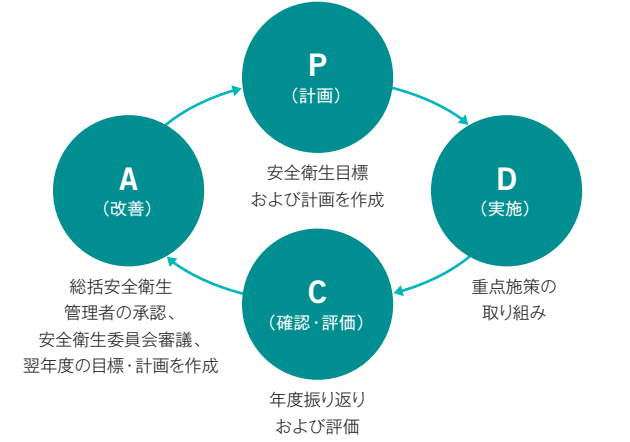 P
（計画）
安全衛生目標
および計画を作成
D
（実施）
重点施策の
取り組み
C
（確認・評価）
年度振り返り
および評価
A
（改善）
総括安全衛生
管理者の承認、
安全衛生委員会審議、
翌年度の目標・計画を作成